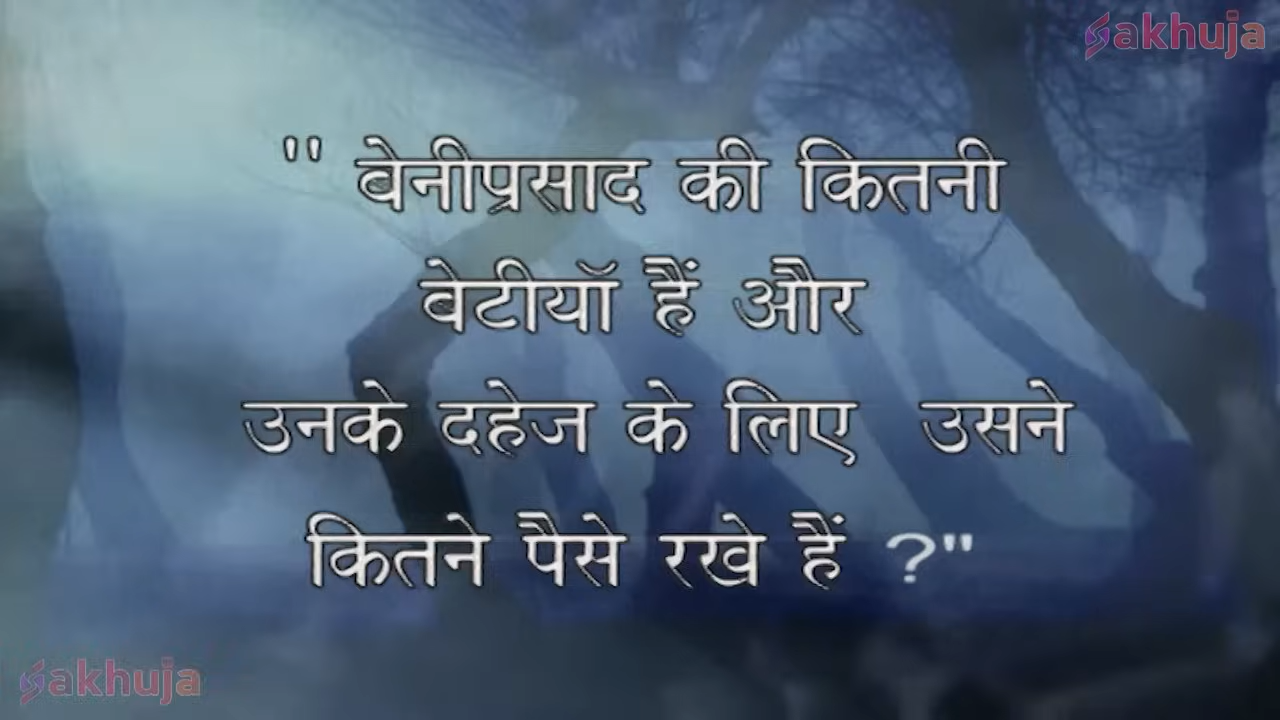 Sakhuja
" बेनीप्रसाद की कितनी
बेटीयॉ हैं और
उनके दहेज के लिए उसने
कितने पैसे रखे हैं ?"
Sakhuja